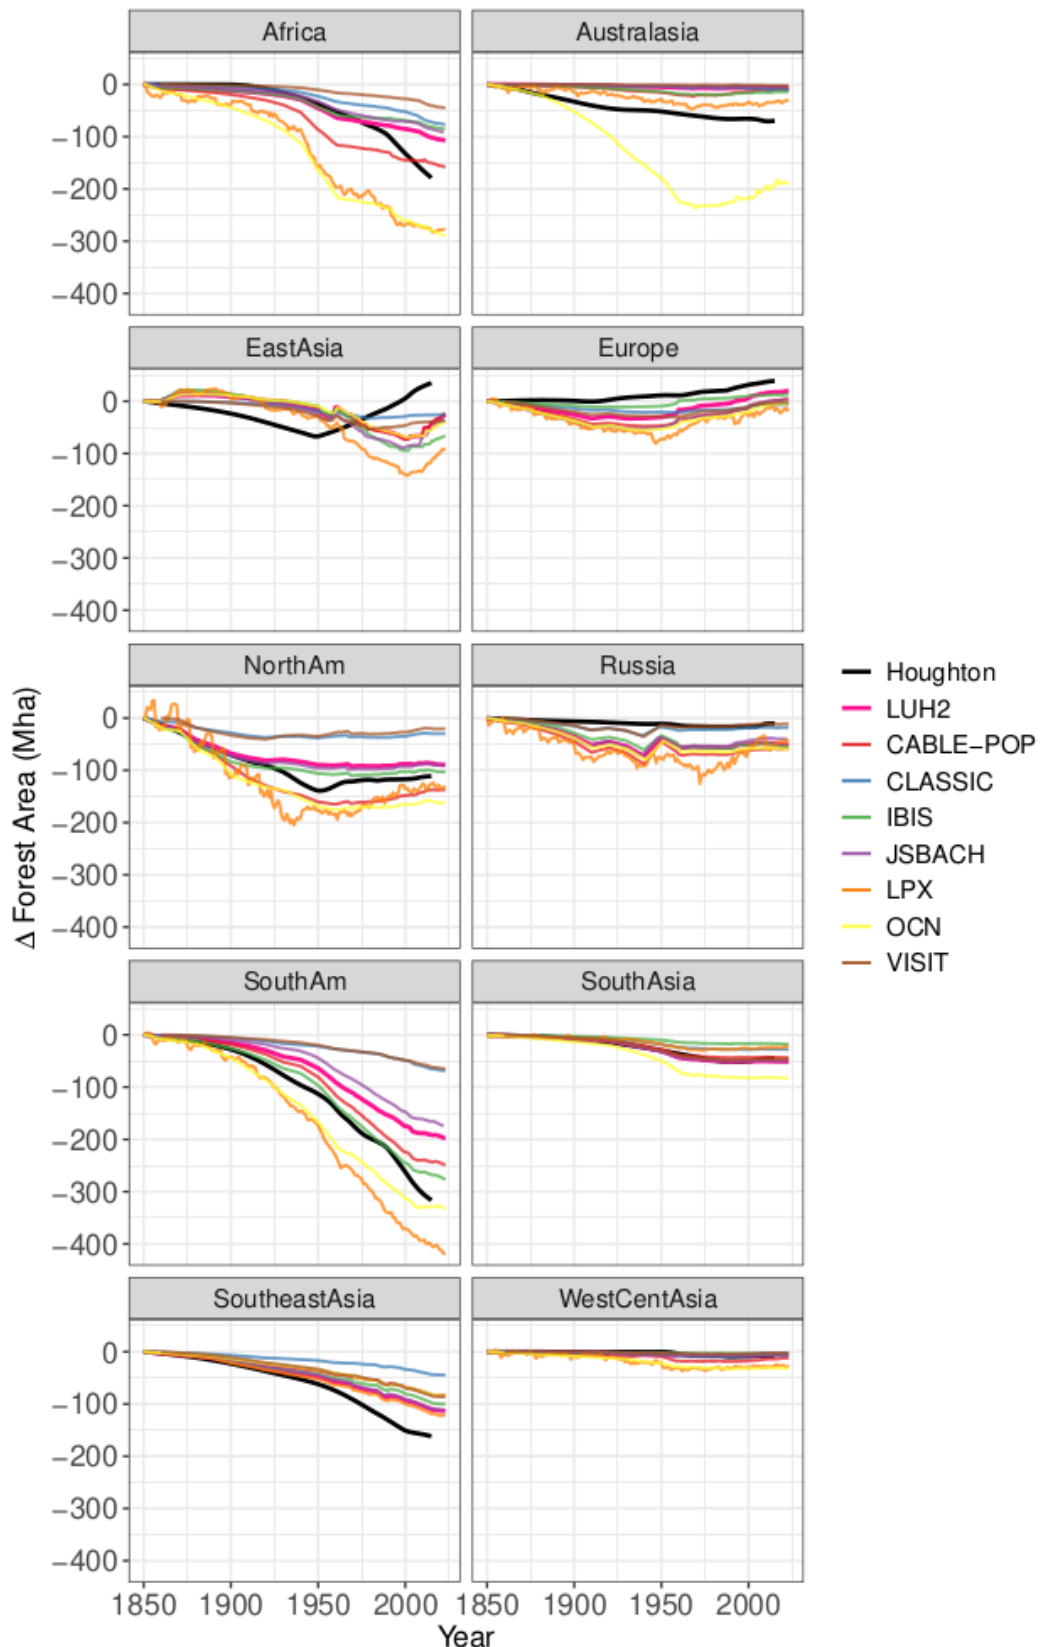 Africa
Australasia
0
−100
−200
−300
−400
EastAsia
Europe
0
−100
−200
−300
−400
NorthAm
Russia
0
−100
−200
−300
−400
SouthAm
SouthAsia
0
−100
−200
−300
−400
SoutheastAsia
WestCentAsia
0
−100
−200
−300
−400
1850 1900 1950 2000 1850 1900 1950 2000
Year
Δ Forest Area (Mha)
Houghton
LUH2
CABLE−POP
CLASSIC
IBIS
JSBACH
LPX
OCN
VISIT